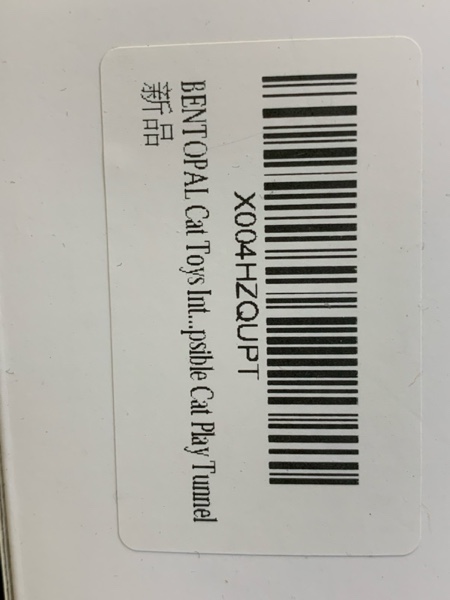 X004HZQUPT
BENTOPAL Cat Toys Int...psible Cat Play Tunnel
新品